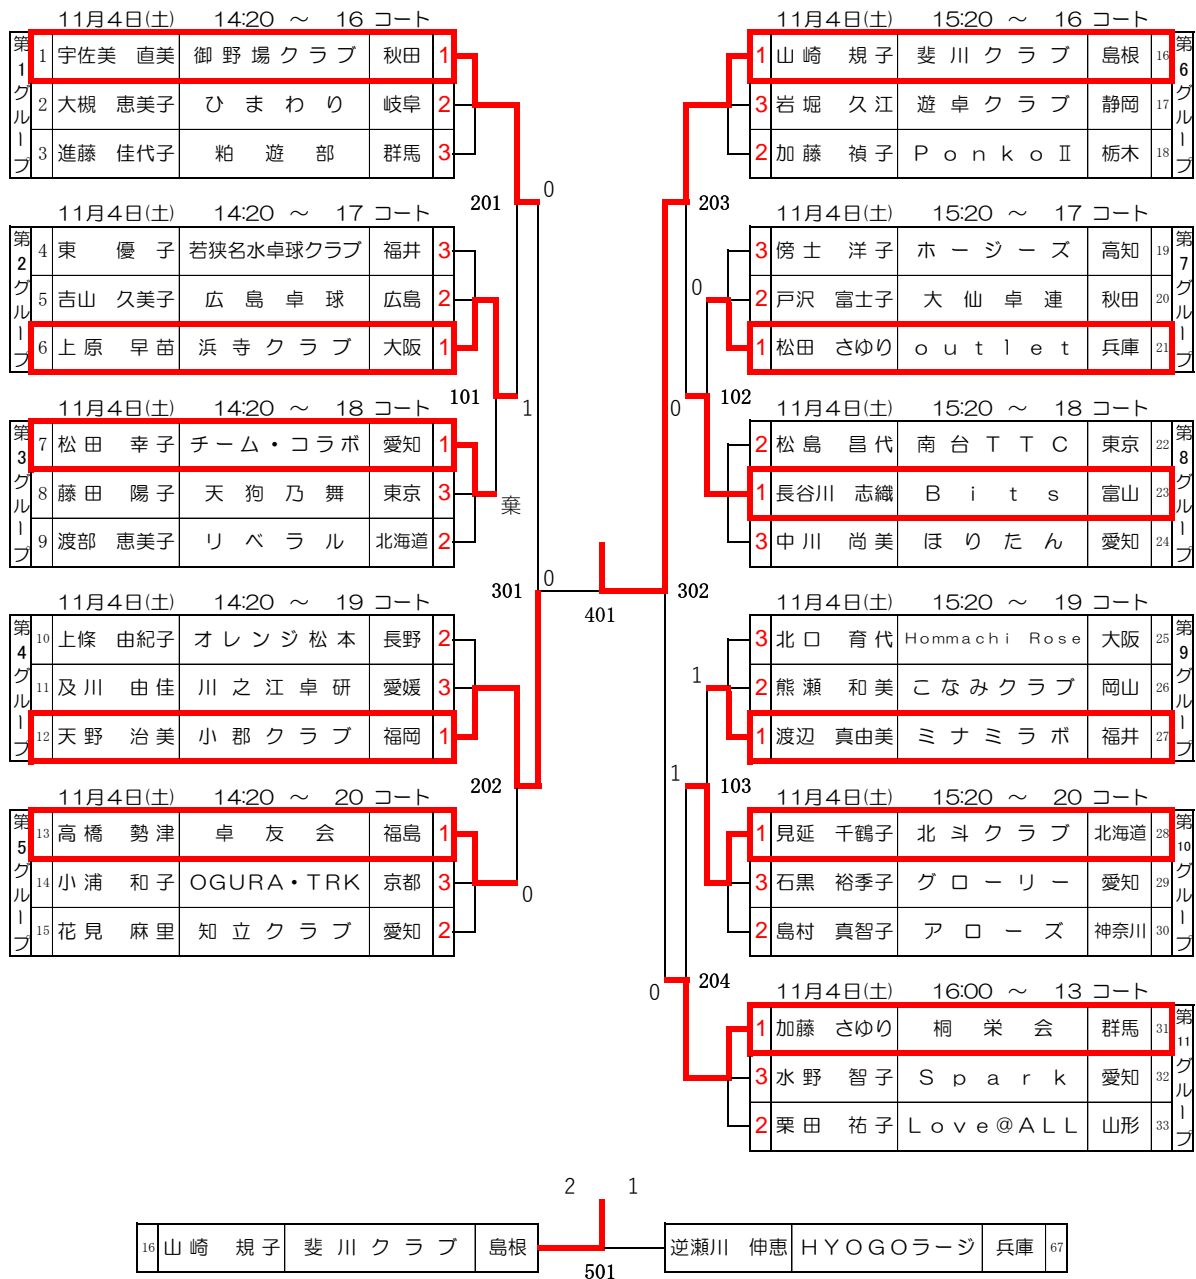 11月4日(土) 14:20 ～ 16 コート
第1グループ
1 宇佐美 直美 御野場クラブ 秋田 1
2 大槻 恵美子 ひまわり 岐阜 2
3 進藤 佳代子 粕遊部 群馬 3
11月4日(土) 14:20 ～ 17 コート
第2グループ
4 東 優子 若狭名水卓球クラブ 福井 3
5 吉山 久美子 広島卓球 広島 2
6 上原 早苗 浜寺クラブ 大阪 1
11月4日(土) 14:20 ～ 18 コート
第3グループ
7 松田 幸子 チーム・コラボ 愛知 1
8 藤田 陽子 天狗乃舞 東京 3
9 渡部 恵美子 リベラル 北海道 2
11月4日(土) 14:20 ～ 19 コート
第4グループ
10 上條 由紀子 オレンジ松本 長野 2
11 及川 由佳 川之江卓研 愛媛 3
12 天野 治美 小郡クラブ 福岡 1
11月4日(土) 14:20 ～ 20 コート
第5グループ
13 高橋 勢津 卓友会 福島 1
14 小浦 和子 OGURA・TRK 京都 3
15 花見 麻里 知立クラブ 愛知 2
201
0
101
1
棄
301
0
202
0
401
11月4日(土) 15:20 ～ 16 コート
第6グループ
1 山崎 規子 斐川クラブ 島根 16
3 岩堀 久江 遊卓クラブ 静岡 17
2 加藤 禎子 PonkoⅡ 栃木 18
11月4日(土) 15:20 ～ 17 コート
第7グループ
3 傍士 洋子 ホージーズ 高知 19
2 戸沢 富士子 大仙卓連 秋田 20
1 松田 さゆり outlet 兵庫 21
11月4日(土) 15:20 ～ 18 コート
第8グループ
2 松島 昌代 南台TTC 東京 22
1 長谷川 志織 Bits 富山 23
3 中川 尚美 ほりたん 愛知 24
11月4日(土) 15:20 ～ 19 コート
第9グループ
3 北口 育代 Hommachi Rose 大阪 25
2 熊瀬 和美 こなみクラブ 岡山 26
1 渡辺 真由美 ミナミラボ 福井 27
11月4日(土) 15:20 ～ 20 コート
第10グループ
1 見延 千鶴子 北斗クラブ 北海道 28
3 石黒 裕季子 グローリー 愛知 29
2 島村 真智子 アローズ 神奈川 30
11月4日(土) 16:00 ～ 13 コート
第11グループ
1 加藤 さゆり 桐栄会 群馬 31
3 水野 智子 Spark 愛知 32
2 栗田 祐子 Love@ALL 山形 33
203
0
0
102
302
1
1
103
0
204
2 1
16 山崎 規子 斐川クラブ 島根
逆瀬川 伸恵 HYOGOラージ 兵庫 67
501